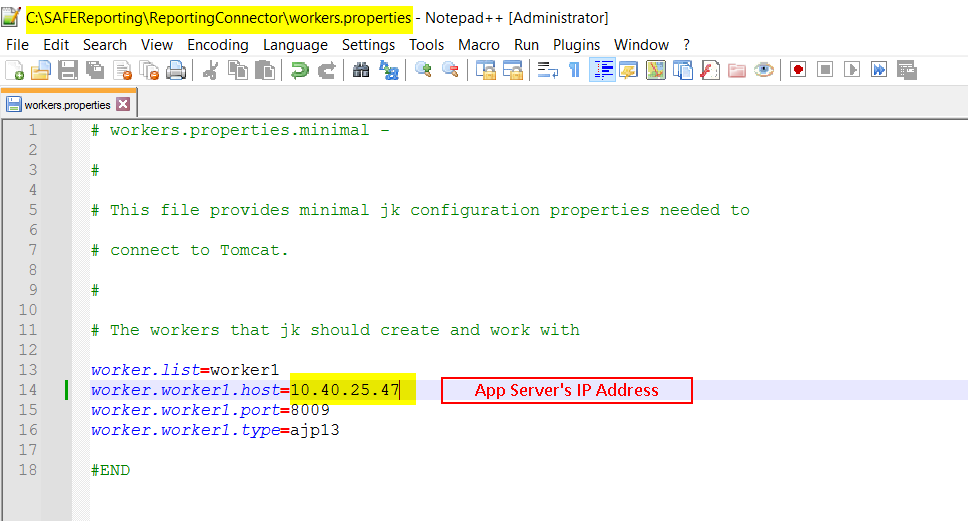 C:\SAFEReporting\ReportingConnector\workers.properties - Notepad++ [Administrator]
File Edit Search View Encoding Language Settings Tools Macro Run Plugins Window ?
workers.properties
1 # workers.properties.minimal -
2
3 #
4
5 # This file provides minimal jk configuration properties needed to
6
7 # connect to Tomcat.
8
9 #
10
11 # The workers that jk should create and work with
12
13 worker.list=worker1
14 worker.worker1.host=10.40.25.47 App Server's IP Address
15 worker.worker1.port=8009
16 worker.worker1.type=ajp13
17
18 #END